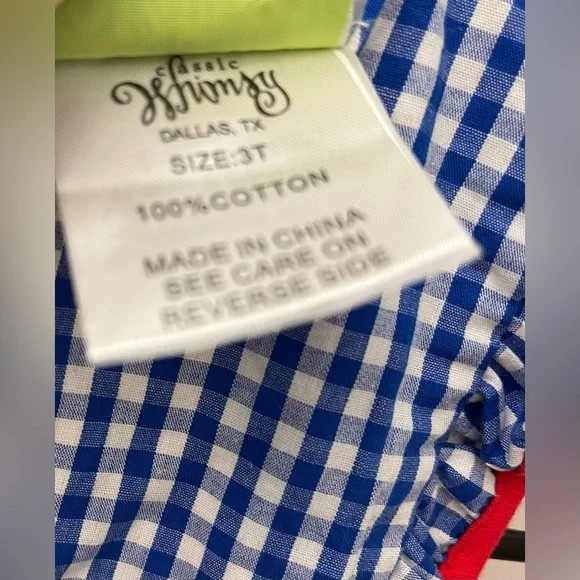 classic
Whimsy
DALLAS, TX
SIZE:3T
100%COTTON
MADE IN CHINA
SEE CARE ON
REVERSE SIDE